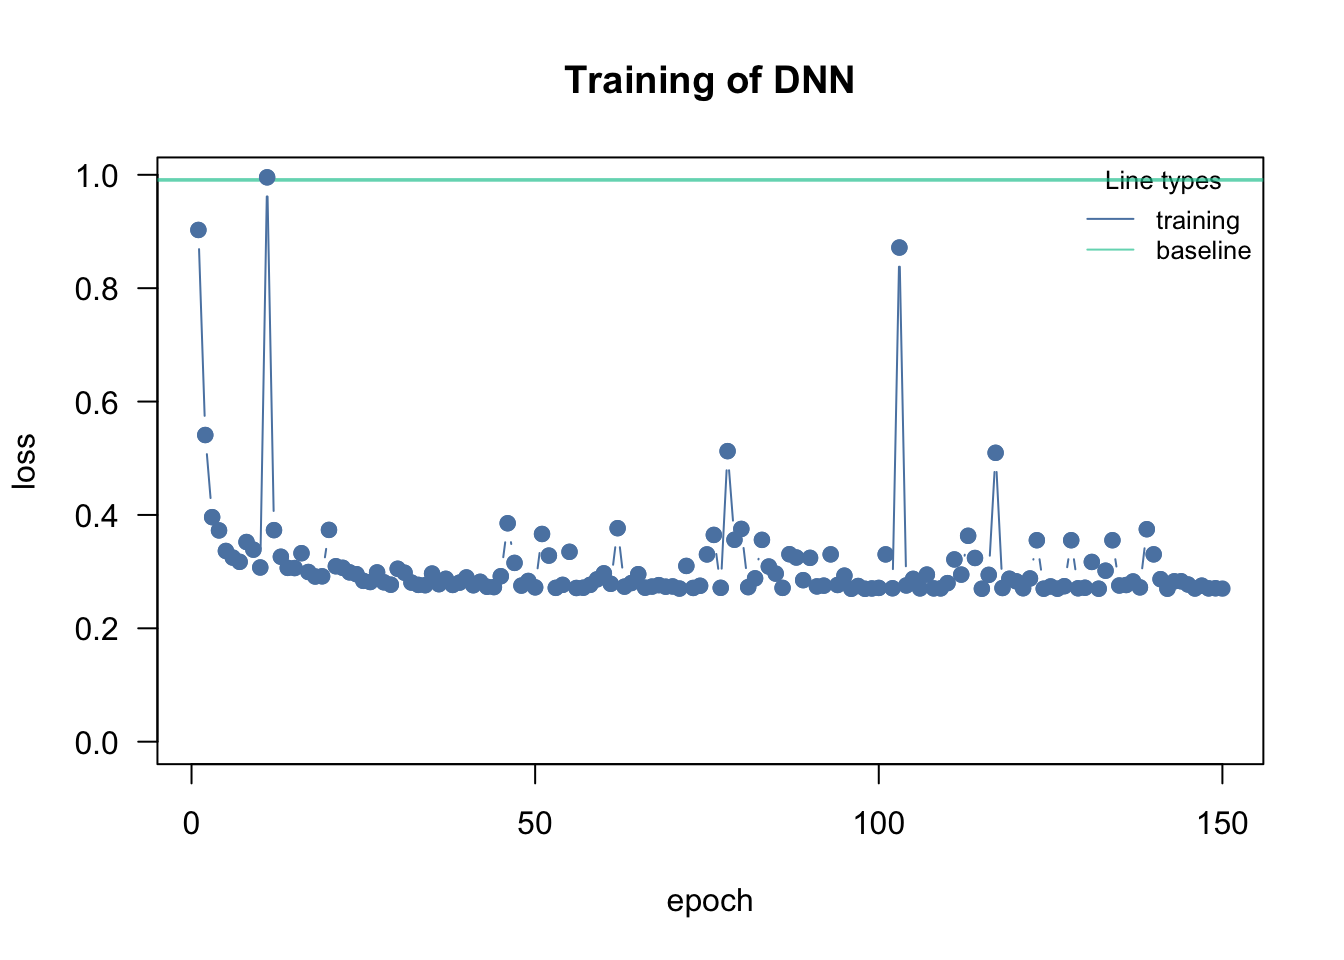 Training of DNN
1.0
0.8
0.6
0.4
0.2
0.0
loss
Line types
training
baseline
0 50 100 150
epoch